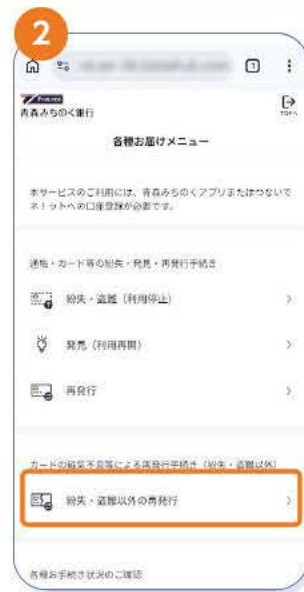 2
1
青森みちのく銀行
TOPへ
各種お届けメニュー
本サービスのご利用には、青森みちのくアプリまたはつないで
ネ！ットへの口座登録が必要です。
通帳・カード等の紛失・発見・再発行手続き
紛失・盗難（利用停止）
発見（利用再開）
再発行
カードの磁気不良等による再発行手続き（紛失・盗難以外）
紛失・盗難以外の再発行
各種お手続き状況のご確認